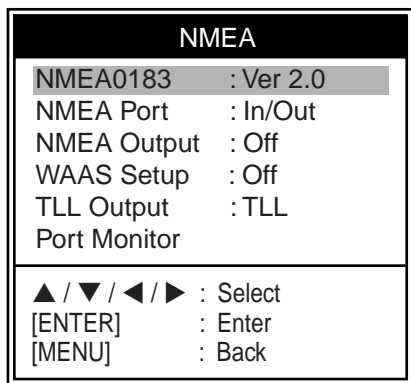 NMEA
NMEA0183 : Ver 2.0
NMEA Port : In/Out
NMEA Output : Off
WAAS Setup : Off
TLL Output : TLL
Port Monitor
▲ / ▼ / ◀ / ▶ : Select
[ENTER] : Enter
[MENU] : Back